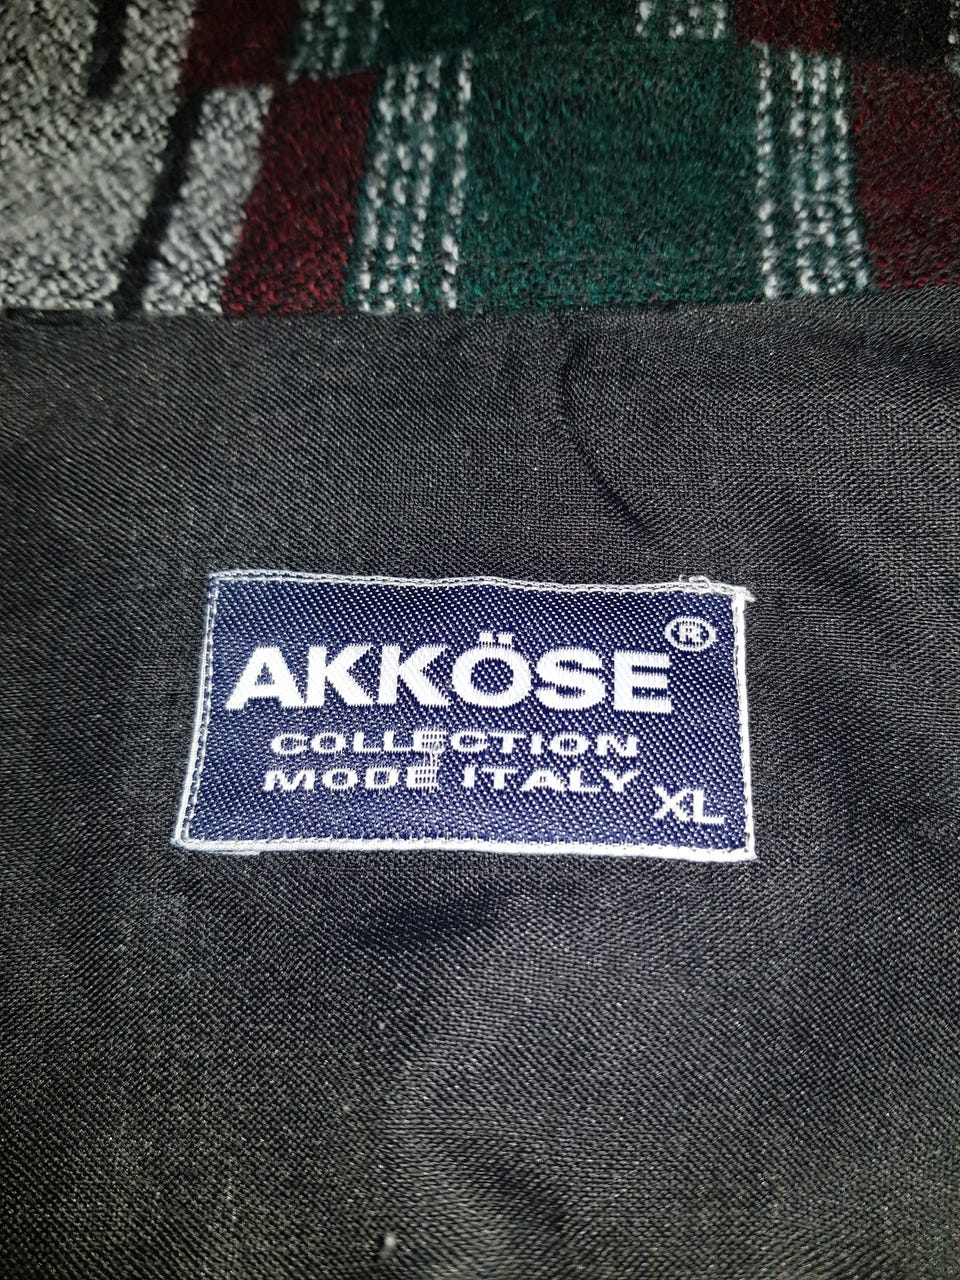 AKKÖSE ®
COLLECTION
MODE ITALY
XL